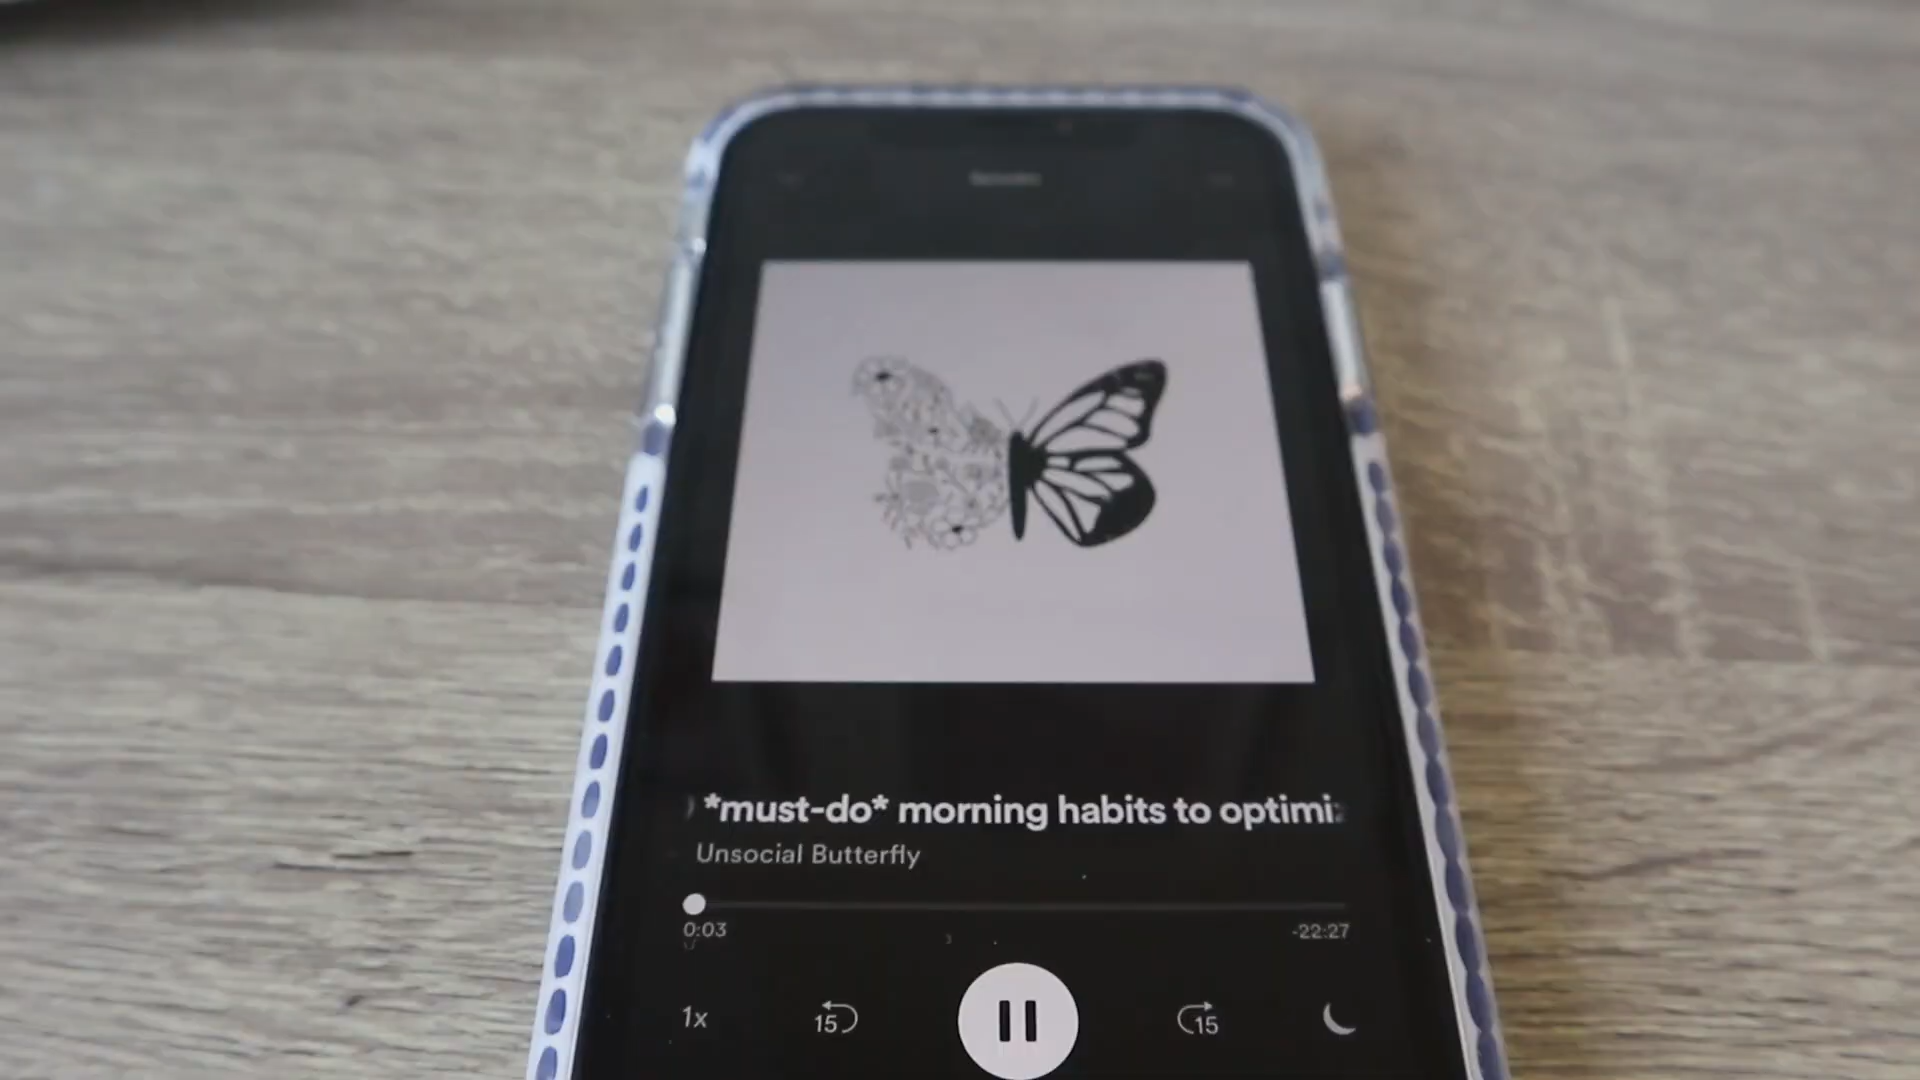 *must-do* morning habits to optimi
Unsocial Butterfly
0:03 -22:27
1x 15 15